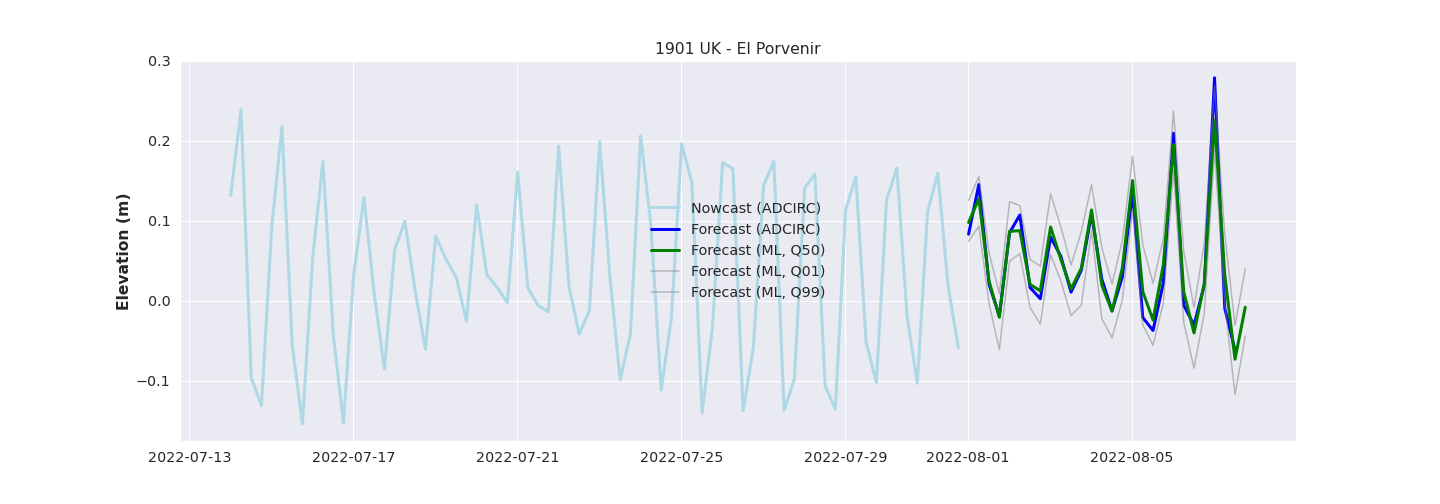 1901 UK - El Porvenir
Elevation (m)
0.3
0.2
0.1
0.0
−0.1
Nowcast (ADCIRC)
Forecast (ADCIRC)
Forecast (ML, Q50)
Forecast (ML, Q01)
Forecast (ML, Q99)
2022-07-13 2022-07-17 2022-07-21 2022-07-25 2022-07-29 2022-08-01 2022-08-05